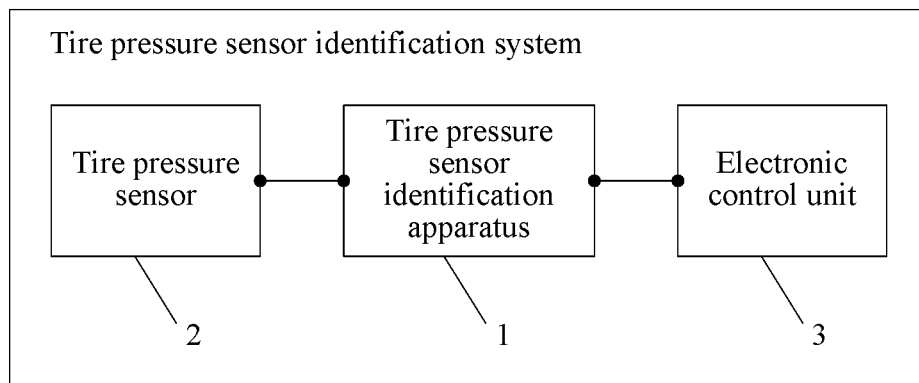 Tire pressure sensor identification system
Tire pressure
sensor
Tire pressure
sensor
identification
apparatus
Electronic
control unit
2
1
3